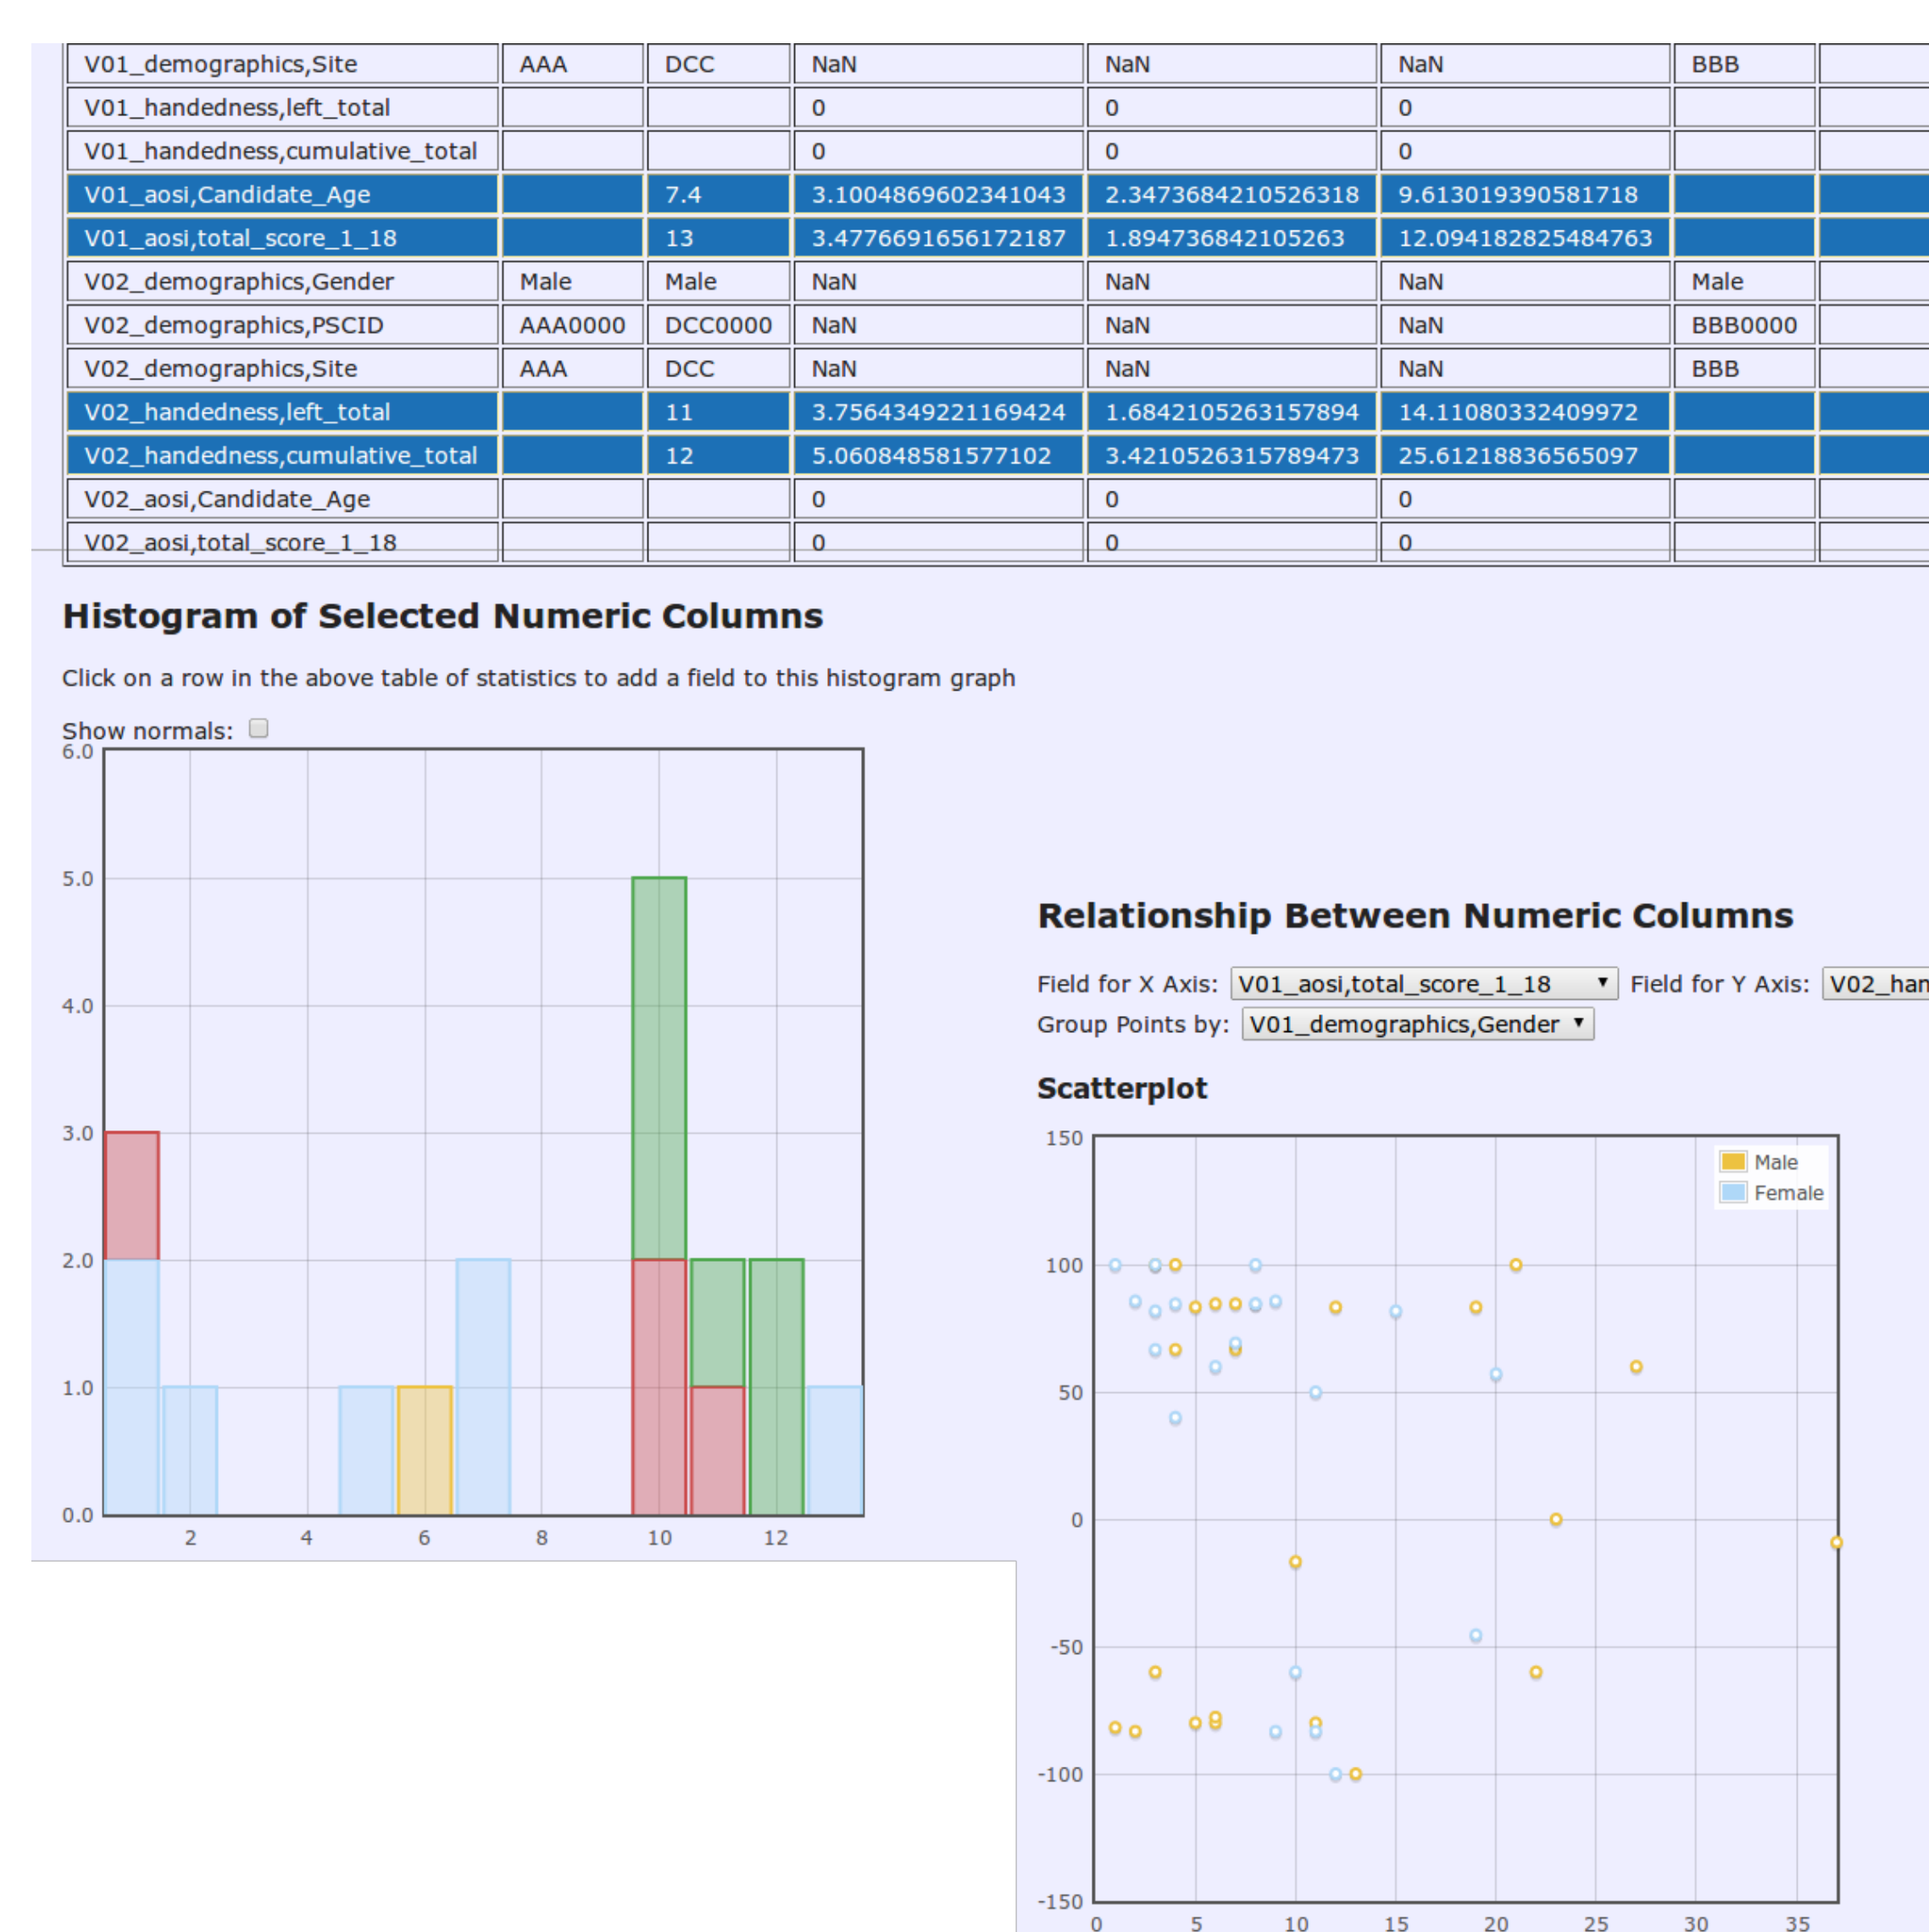 V01_demographics,Site AAA DCC NaN NaN NaN BBB
V01_handedness,left_total 0 0 0
V01_handedness,cumulative_total 0 0 0
V01_aosi,Candidate_Age 7.4 3.1004869602341043 2.3473684210526318 9.613019390581718
V01_aosi,total_score_1_18 13 3.4776691656172187 1.894736842105263 12.094182825484763
V02_demographics,Gender Male Male NaN NaN NaN Male
V02_demographics,PSCID AAA0000 DCC0000 NaN NaN NaN BBB0000
V02_demographics,Site AAA DCC NaN NaN NaN BBB
V02_handedness,left_total 11 3.7564349221169424 1.6842105263157894 14.11080332409972
V02_handedness,cumulative_total 12 5.060848581577102 3.4210526315789473 25.61218836565097
V02_aosi,Candidate_Age 0 0 0
V02_aosi,total_score_1_18 0 0 0
Histogram of Selected Numeric Columns
Click on a row in the above table of statistics to add a field to this histogram graph
Show normals:
6.0
5.0
4.0
3.0
2.0
1.0
0.0
2 4 6 8 10 12
Relationship Between Numeric Columns
Field for X Axis: V01_aosi,total_score_1_18 Field for Y Axis: V02_han
Group Points by: V01_demographics,Gender
Scatterplot
150
Male
Female
100
50
0
-50
-100
-150
0 5 10 15 20 25 30 35